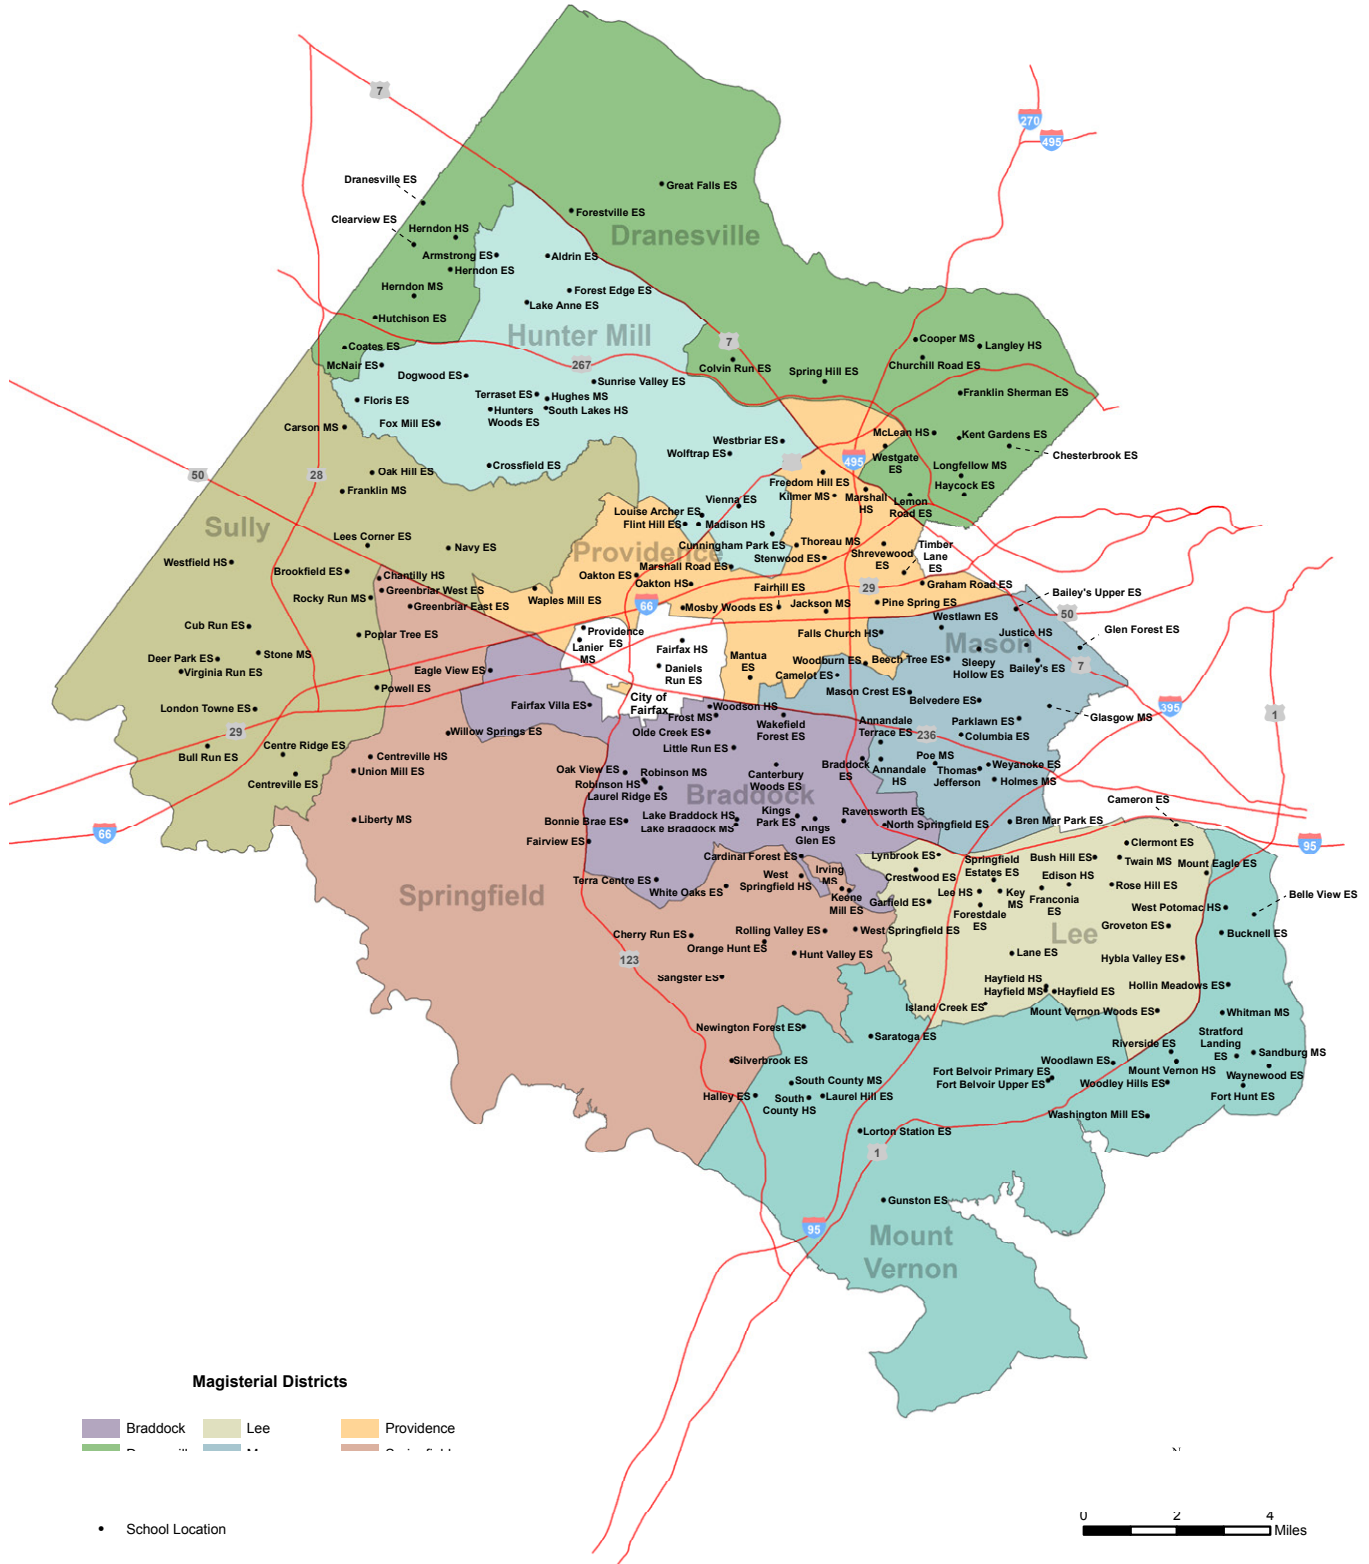 7
270
495
Dranesville ES
Great Falls ES
Clearview ES
Forestville ES
Herndon HS
Dranesville
Armstrong ES
Aldrin ES
Herndon ES
Herndon MS
Forest Edge ES
Lake Anne ES
Hutchison ES
Hunter Mill
7
Cooper MS
Langley HS
Coates ES
McNair ES
267
Colvin Run ES
Churchill Road ES
Dogwood ES
Sunrise Valley ES
Spring Hill ES
Floris ES
Terraset ES
Hughes MS
Franklin Sherman ES
Hunters
Woods ES
South Lakes HS
Carson MS
Fox Mill ES
McLean HS
Kent Gardens ES
Westbriar ES
Wolftrap ES
Chesterbrook ES
495
Westgate
ES
Longfellow MS
Haycock ES
50
28
Oak Hill ES
Crossfield ES
Franklin MS
Freedom Hill ES
Kilmer MS
Marshall
HS
Lemon
Road ES
Vienna ES
Louise Archer ES
Flint Hill ES
Madison HS
Sully
Lees Corner ES
Navy ES
Providence
Cunningham Park ES
Thoreau MS
Stenwood ES
Shrevewood
ES
Timber
Lane
ES
Westfield HS
Brookfield ES
Chantilly HS
Marshall Road ES
Oakton ES
Oakton HS
Fairhill ES
29
Graham Road ES
Rocky Run MS
Greenbriar West ES
Greenbriar East ES
Waples Mill ES
66
Mosby Woods ES
Jackson MS
Pine Spring ES
Bailey's Upper ES
50
Westlawn ES
Cub Run ES
Poplar Tree ES
Providence
ES
Lanier
MS
Fairfax HS
Falls Church HS
Mason
Justice HS
Glen Forest ES
Deer Park ES
Stone MS
Virginia Run ES
Eagle View ES
Daniels
Run ES
Mantua
ES
Woodburn ES
Camelot ES
Beech Tree ES
Sleepy
Hollow ES
Bailey's ES
7
Powell ES
Mason Crest ES
Belvedere ES
London Towne ES
Fairfax Villa ES
City of
Fairfax
Woodson HS
Frost MS
Wakefield
Forest ES
Annandale
Terrace ES
Parklawn ES
Glasgow MS
395
1
29
Willow Springs ES
Olde Creek ES
236
Columbia ES
Bull Run ES
Centre Ridge ES
Centreville HS
Little Run ES
Braddock
ES
Annandale
HS
Poe MS
Thomas
Jefferson
Weyanoke ES
Holmes MS
Union Mill ES
Centreville ES
Oak View ES
Robinson MS
Robinson HS
Laurel Ridge ES
Canterbury
Woods ES
Braddock
Liberty MS
66
Bonnie Brae ES
Lake Braddock HS
Lake Braddock MS
Kings
Park ES
Kings
Glen ES
Ravensworth ES
North Springfield ES
Bren Mar Park ES
Cameron ES
95
Fairview ES
Clermont ES
Cardinal Forest ES
Lynbrook ES
Springfield
Estates ES
Bush Hill ES
Twain MS
Mount Eagle ES
Terra Centre ES
White Oaks ES
West
Springfield HS
Irving
MS
Keene
Mill ES
Crestwood ES
Garfield ES
Lee HS
Key
MS
Forestdale
ES
Edison HS
Franconia
ES
Rose Hill ES
Belle View ES
Springfield
West Potomac HS
Cherry Run ES
Rolling Valley ES
Orange Hunt ES
West Springfield ES
Lee
Groveton ES
Bucknell ES
123
Hunt Valley ES
Lane ES
Hybla Valley ES
Sangster ES
Hayfield HS
Hayfield MS
Hayfield ES
Hollin Meadows ES
Island Creek ES
Mount Vernon Woods ES
Whitman MS
Newington Forest ES
Saratoga ES
Stratford
Landing
ES
Riverside ES
Sandburg MS
Silverbrook ES
Woodlawn ES
Mount Vernon HS
Waynewood ES
South County MS
Fort Belvoir Primary ES
Fort Belvoir Upper ES
Woodley Hills ES
Fort Hunt ES
Halley ES
South
County HS
Laurel Hill ES
Washington Mill ES
Lorton Station ES
1
Gunston ES
95
Mount
Vernon
Magisterial Districts
Braddock
Lee
Providence
School Location
0 2 4
Miles